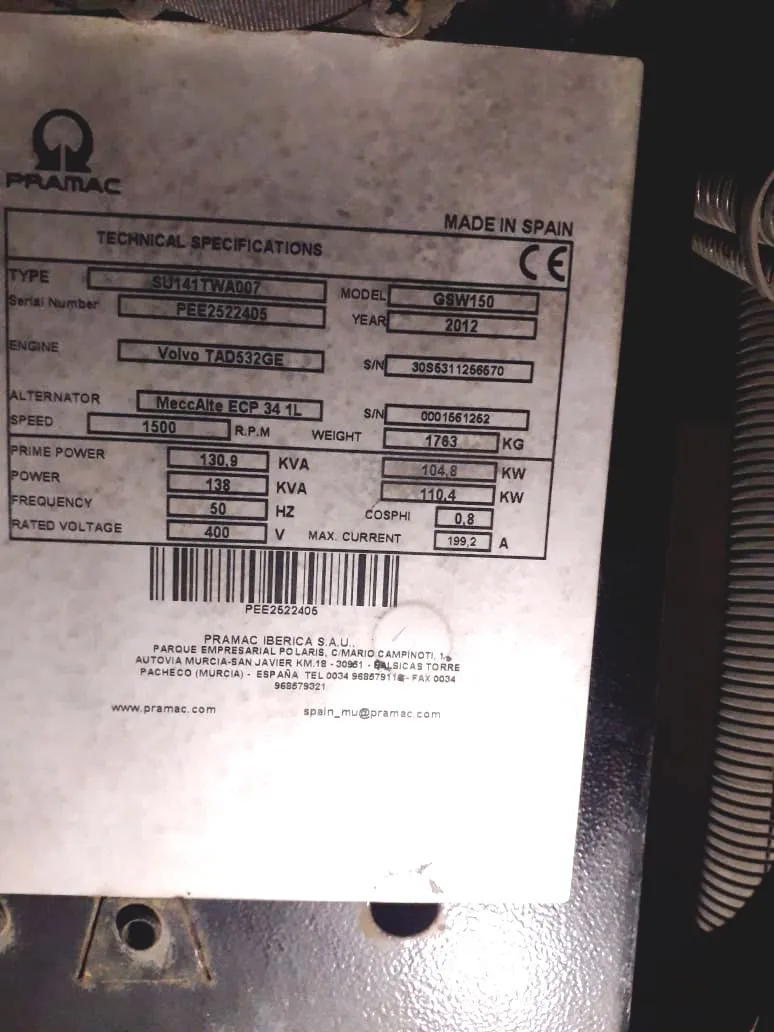 PRAMAC
MADE IN SPAIN
TECHNICAL SPECIFICATIONS CE
TYPE SU141TWA007 MODEL GSW150
Serial Number PEE2522405 YEAR 2012
ENGINE Volvo TAD532GE S/N 30S5311256570
ALTERNATOR MeccAlte ECP 34 1L S/N 0001561262
SPEED 1500 R.P.M WEIGHT 1763 KG
PRIME POWER 130,9 KVA 104,8 KW
POWER 138 KVA 110,4 KW
FREQUENCY 50 HZ COSPHI 0,8
RATED VOLTAGE 400 V MAX. CURRENT 199,2 A
PEE2522405
PRAMAC IBERICA S.A.U.,
PARQUE EMPRESARIAL POLARIS, C/MARIO CAMPINOTI, 1,
AUTOVIA MURCIA-SAN JAVIER KM.18 - 30951 - BALSICAS TORRE
PACHECO (MURCIA) - ESPAÑA TEL 0034 968579116 - FAX 0034
968579321
www.pramac.com spain_mu@pramac.com